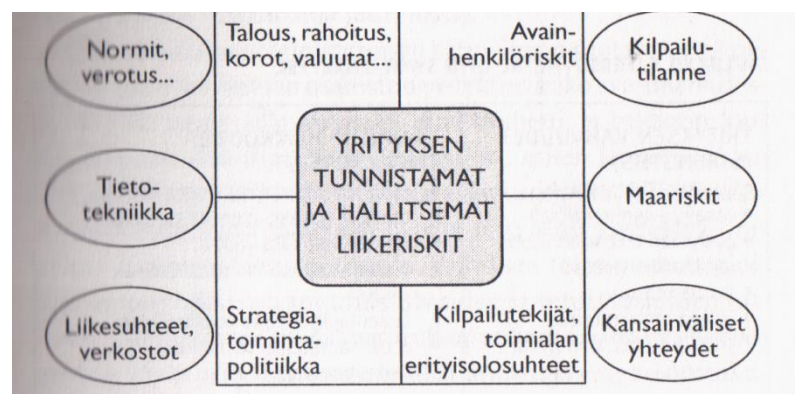 Normit,
verotus...
Talous, rahoitus,
korot, valuutat...
Avain-
henkilöriskit
Kilpailu-
tilanne
Tieto-
tekniikka
YRITYKSEN
TUNNISTAMAT
JA HALLITSEMAT
LIIKERISKIT
Maariskit
Liikesuhteet,
verkostot
Strategia,
toiminta-
politiikka
Kilpailutekijät,
toimialan
erityisolosuhteet
Kansainväliset
yhteydet